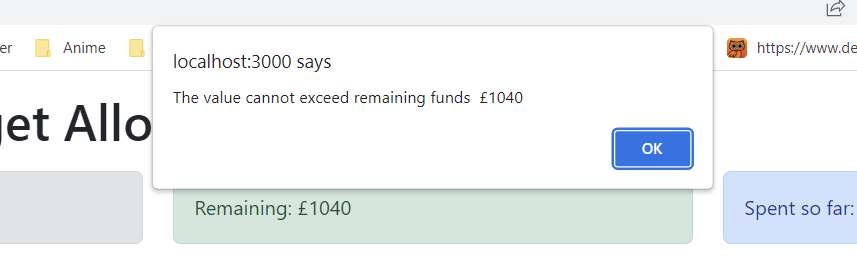 er Anime https://www.de
localhost:3000 says
The value cannot exceed remaining funds £1040
OK
get Allo
Remaining: £1040 Spent so far: